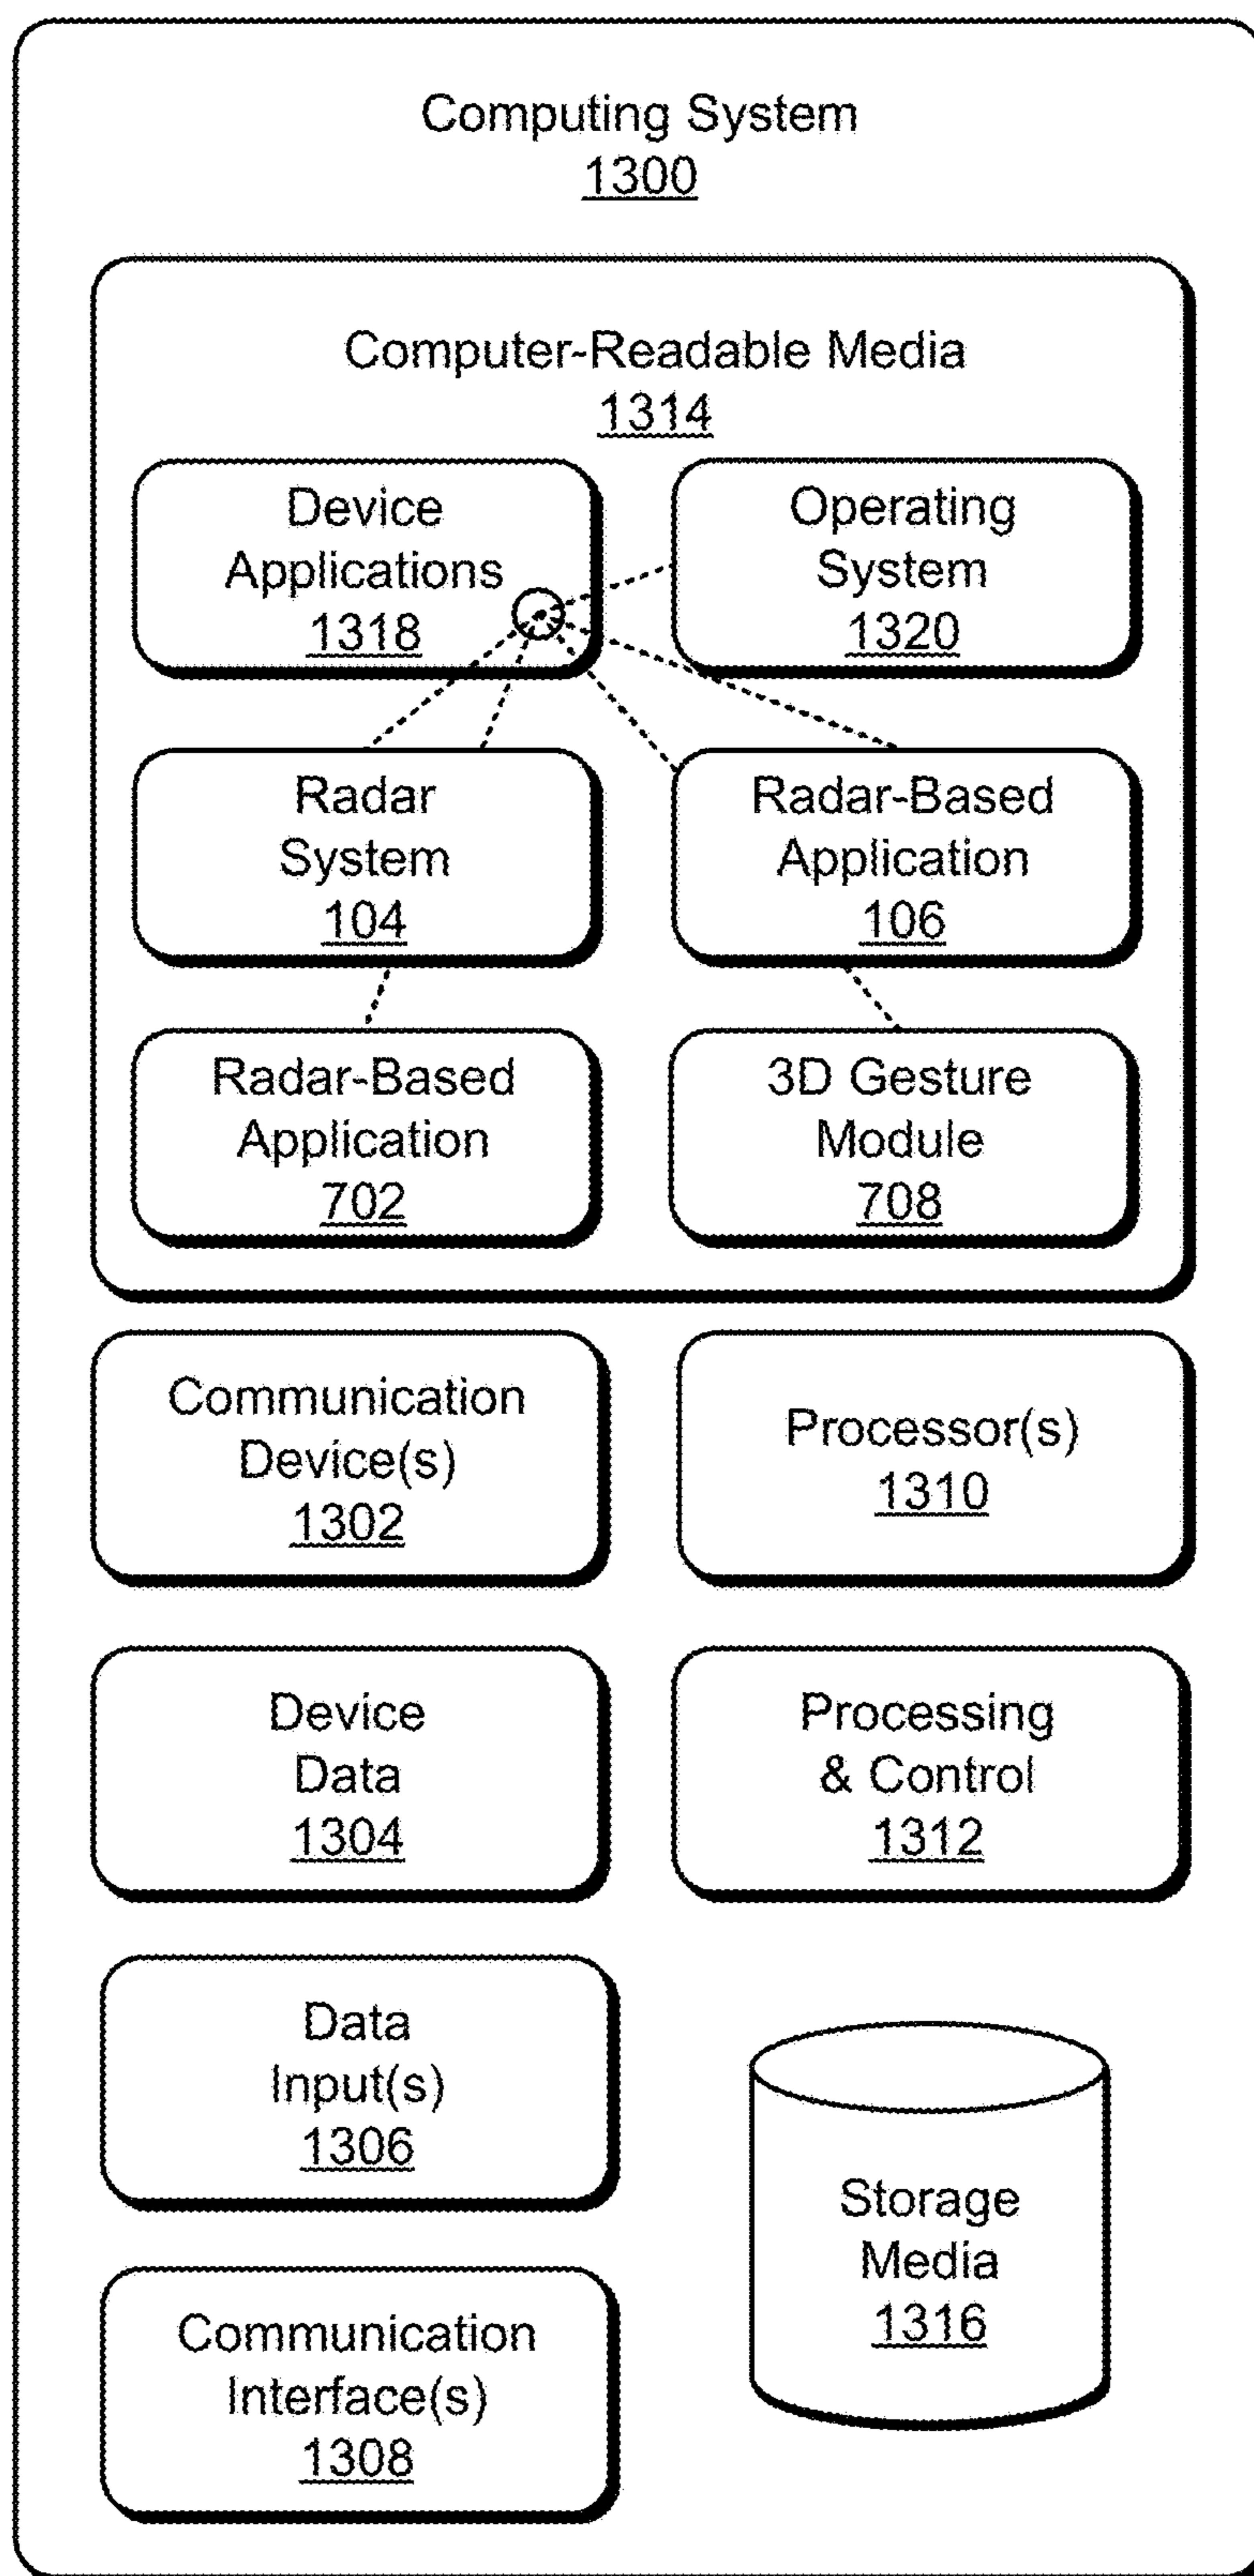 Computing System
1300
Computer-Readable Media
1314
Device
Applications
1318
Operating
System
1320
Radar
System
104
Radar-Based
Application
106
Radar-Based
Application
702
3D Gesture
Module
708
Communication
Device(s)
1302
Processor(s)
1310
Device
Data
1304
Processing
& Control
1312
Data
Input(s)
1306
Storage
Media
1316
Communication
Interface(s)
1308